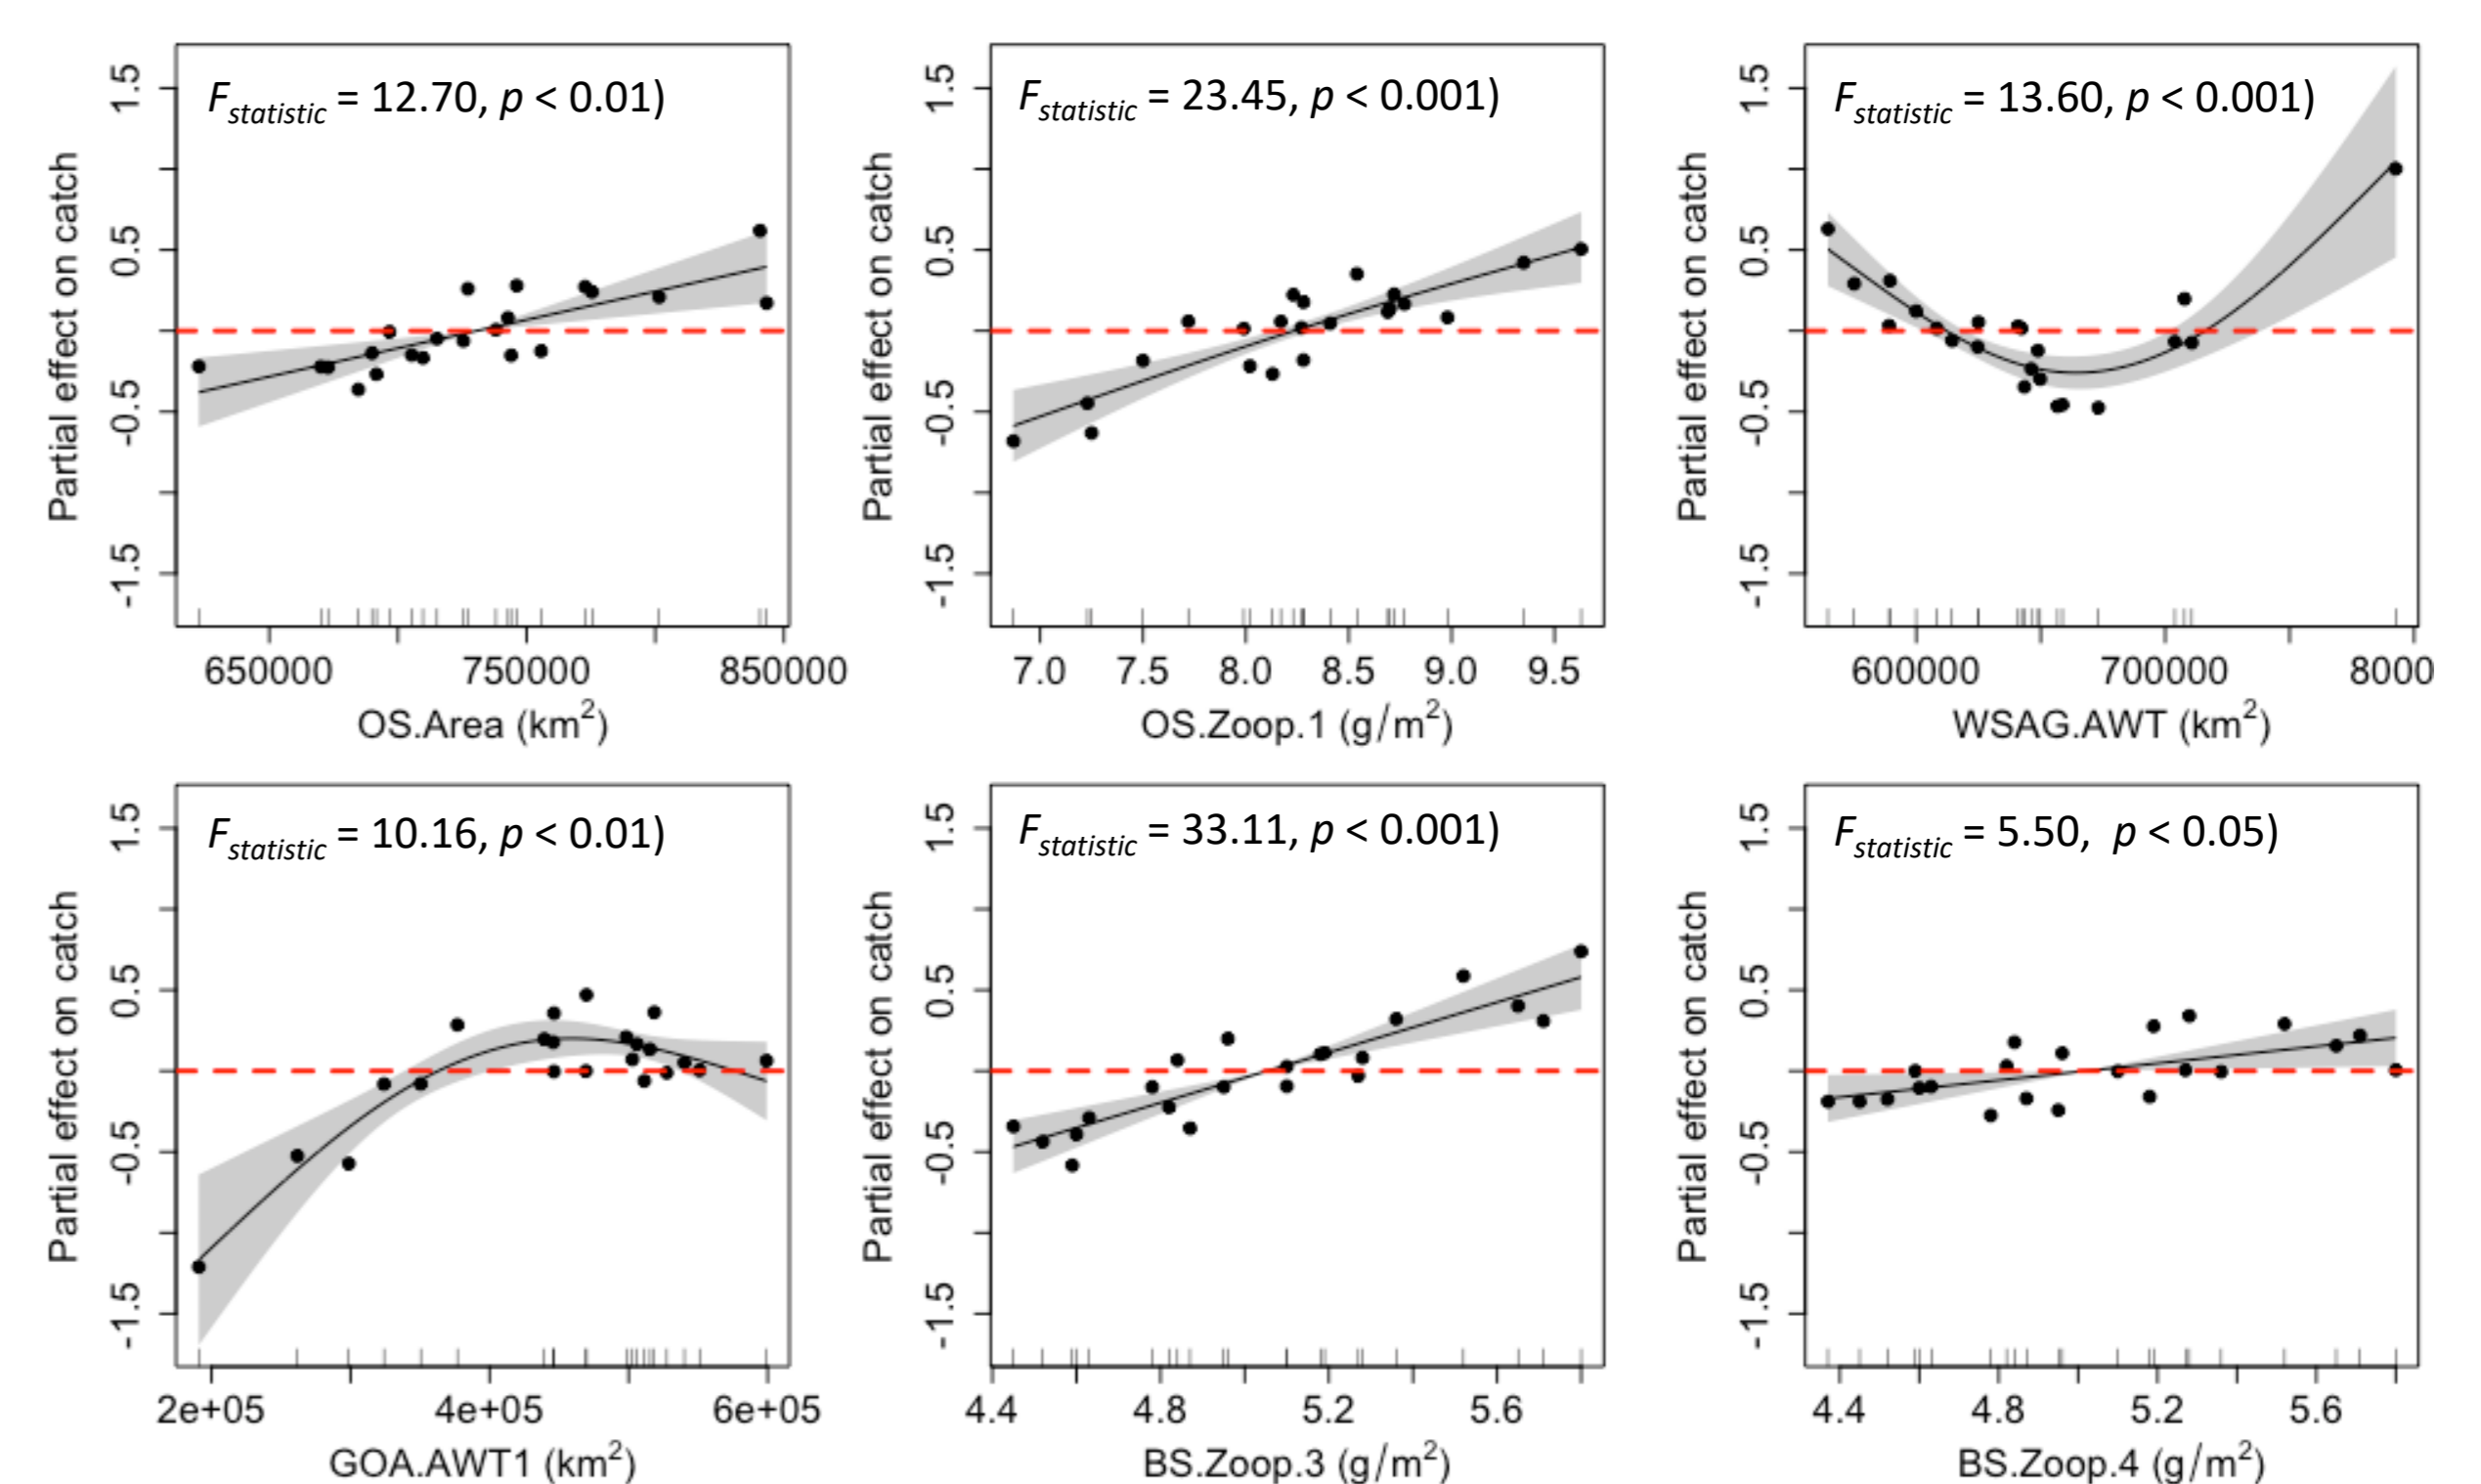 F_statistic = 12.70, p < 0.01)
Partial effect on catch
1.5
0.5
-0.5
-1.5
650000 750000 850000
OS.Area (km²)
F_statistic = 23.45, p < 0.001)
Partial effect on catch
1.5
0.5
-0.5
-1.5
7.0 7.5 8.0 8.5 9.0 9.5
OS.Zoop.1 (g/m²)
F_statistic = 13.60, p < 0.001)
Partial effect on catch
1.5
0.5
-0.5
-1.5
600000 700000 8000
WSAG.AWT (km²)
F_statistic = 10.16, p < 0.01)
Partial effect on catch
1.5
0.5
-0.5
-1.5
2e+05 4e+05 6e+05
GOA.AWT1 (km²)
F_statistic = 33.11, p < 0.001)
Partial effect on catch
1.5
0.5
-0.5
-1.5
4.4 4.8 5.2 5.6
BS.Zoop.3 (g/m²)
F_statistic = 5.50, p < 0.05)
Partial effect on catch
1.5
0.5
-0.5
-1.5
4.4 4.8 5.2 5.6
BS.Zoop.4 (g/m²)